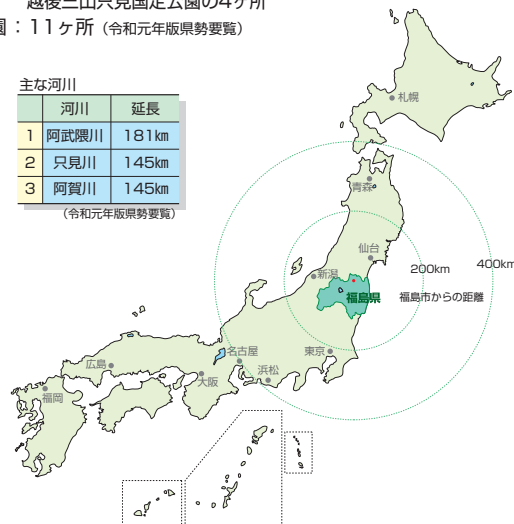 越後三山只見国定公園の4ヶ所
園：11ヶ所（令和元年版県勢要覧）
主な河川
河川 延長
1 阿武隈川 181km
2 只見川 145km
3 阿賀川 145km
（令和元年版県勢要覧）
札幌
青森
仙台
新潟
200km
400km
福島県
福島市からの距離
名古屋
東京
広島
浜松
大阪
福岡